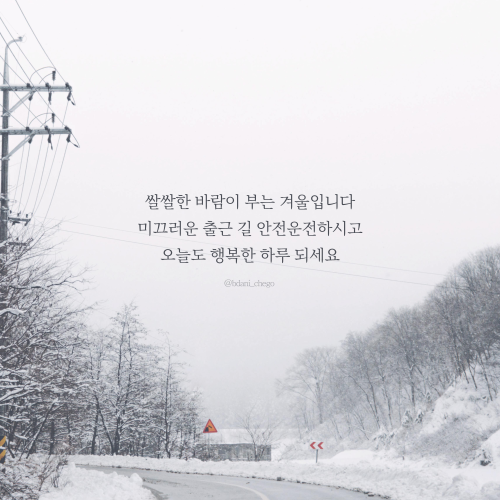 쌀쌀한 바람이 부는 겨울입니다
미끄러운 출근 길 안전운전하시고
오늘도 행복한 하루 되세요
@bdani_chego